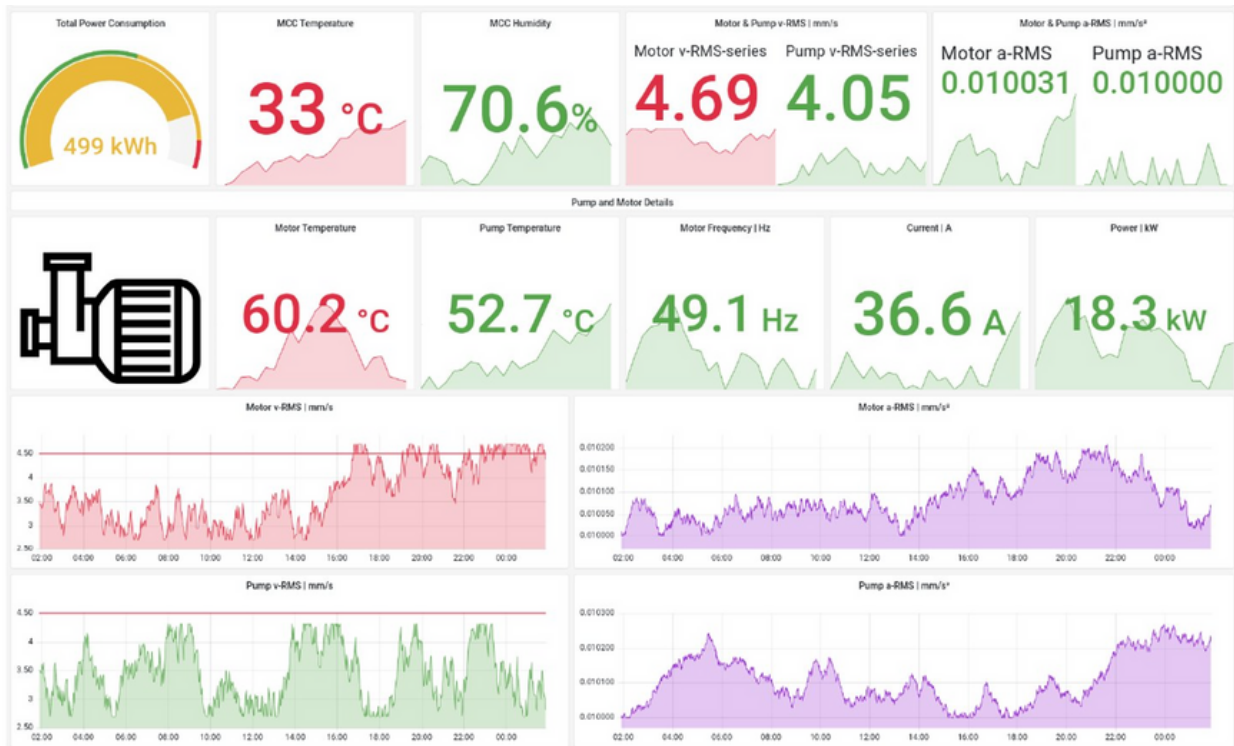 Total Power Consumption
499 kWh
MCC Temperature
33 °C
MCC Humidity
70.6%
Motor & Pump v-RMS | mm/s
Motor v-RMS-series
4.69
Pump v-RMS-series
4.05
Motor & Pump a-RMS | mm/s²
Motor a-RMS
0.010031
Pump a-RMS
0.010000
Pump and Motor Details
Motor Temperature
60.2 °C
Pump Temperature
52.7 °C
Motor Frequency | Hz
49.1 Hz
Current | A
36.6 A
Power | kW
18.3 kW
Motor v-RMS | mm/s
4.50
4
3.50
3
2.50
02:00 04:00 06:00 08:00 10:00 12:00 14:00 16:00 18:00 20:00 22:00 00:00
Motor a-RMS | mm/s²
0.010200
0.010150
0.010100
0.010050
0.010000
02:00 04:00 06:00 08:00 10:00 12:00 14:00 16:00 18:00 20:00 22:00 00:00
Pump v-RMS | mm/s
4.50
4
3.50
3
2.50
02:00 04:00 06:00 08:00 10:00 12:00 14:00 16:00 18:00 20:00 22:00 00:00
Pump a-RMS | mm/s²
0.010300
0.010200
0.010100
0.010000
02:00 04:00 06:00 08:00 10:00 12:00 14:00 16:00 18:00 20:00 22:00 00:00